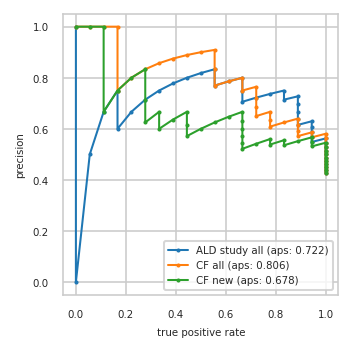 1.0
0.8
0.6
0.4
0.2
0.0
precision
ALD study all (aps: 0.722)
CF all (aps: 0.806)
CF new (aps: 0.678)
0.0 0.2 0.4 0.6 0.8 1.0
true positive rate